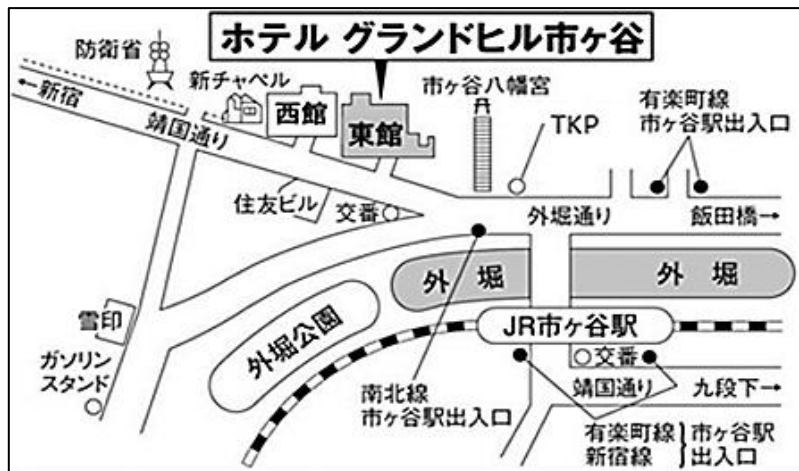 ホテル グランドヒル市ヶ谷
防衛省
←新宿
新チャペル
西館
東館
市ヶ谷八幡宮
TKP
有楽町線
市ヶ谷駅出入口
靖国通り
住友ビル
交番
外堀通り
飯田橋→
外 堀
外 堀
雪印
外堀公園
JR市ヶ谷駅
ガソリン
スタンド
南北線
市ヶ谷駅出入口
交番
靖国通り
九段下→
有楽町線
新宿線
市ヶ谷駅
出入口